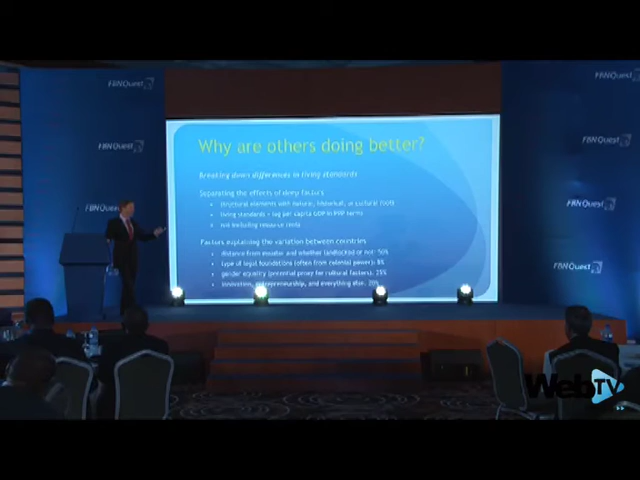 FBNQuest
FBNQuest
FBNQuest
Why are others doing better?
Breaking down differences in living standards
Separating the effects of deep factors
structural elements with natural, historical, or cultural roots
living standards = log per capita GDP in PPP terms
not including resource rents
Factors explaining the variation between countries
distance from equator and whether landlocked or not: 50%
type of legal foundations (often from colonial power): 8%
gender equality (potential proxy for cultural factors): 25%
innovation, entrepreneurship, and everything else: 20%
FBNQuest
FBNQuest
FBNQuest
FBNQuest
WebTV